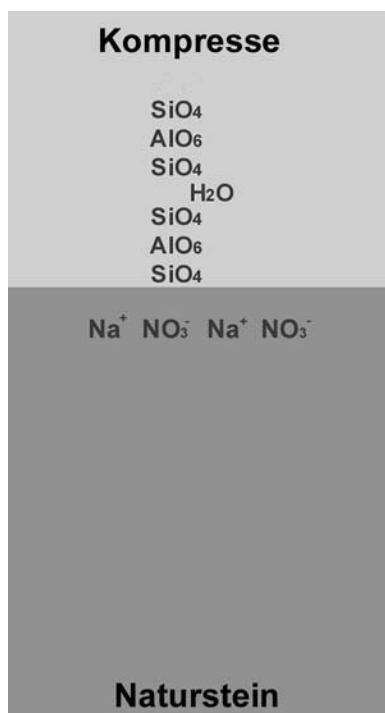 Kompresse
SiO4
AlO6
SiO4
H2O
SiO4
AlO6
SiO4
Na+ NO3- Na+ NO3-
Naturstein